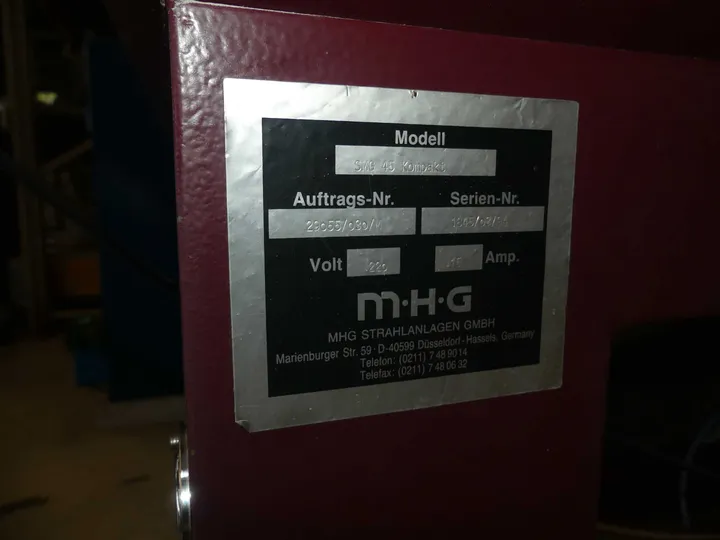 Modell
SMG 45 Kompakt
Auftrags-Nr. Serien-Nr.
Volt 220 Amp.
M·H·G
MHG STRAHLANLAGEN GMBH
Marienburger Str. 59 · D-40599 Düsseldorf - Hassels, Germany
Telefon: (0211) 7 48 90 14
Telefax: (0211) 7 48 06 32